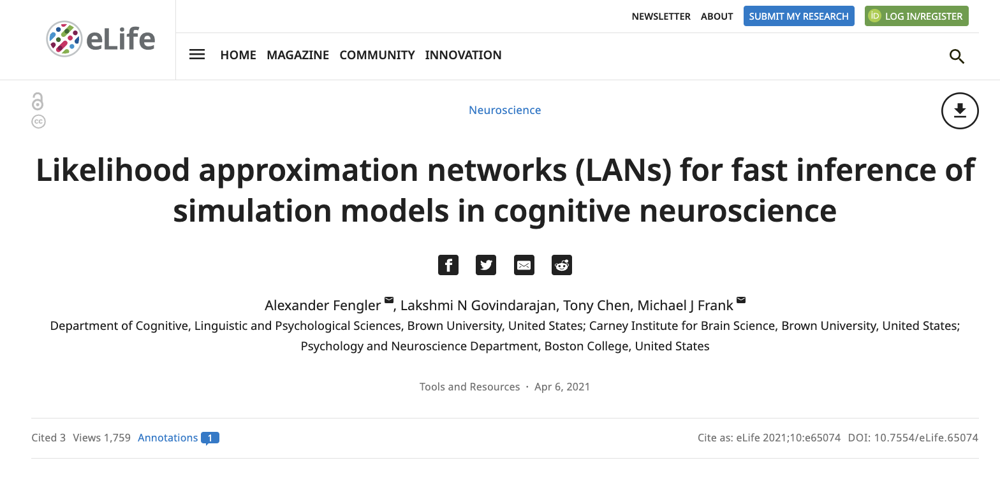 eLife
NEWSLETTER ABOUT SUBMIT MY RESEARCH iD LOG IN/REGISTER
HOME MAGAZINE COMMUNITY INNOVATION
cc
Neuroscience
Likelihood approximation networks (LANs) for fast inference of
simulation models in cognitive neuroscience
Alexander Fengler, Lakshmi N Govindarajan, Tony Chen, Michael J Frank
Department of Cognitive, Linguistic and Psychological Sciences, Brown University, United States; Carney Institute for Brain Science, Brown University, United States;
Psychology and Neuroscience Department, Boston College, United States
Tools and Resources · Apr 6, 2021
Cited 3 Views 1,759 Annotations 1 Cite as: eLife 2021;10:e65074 DOI: 10.7554/eLife.65074